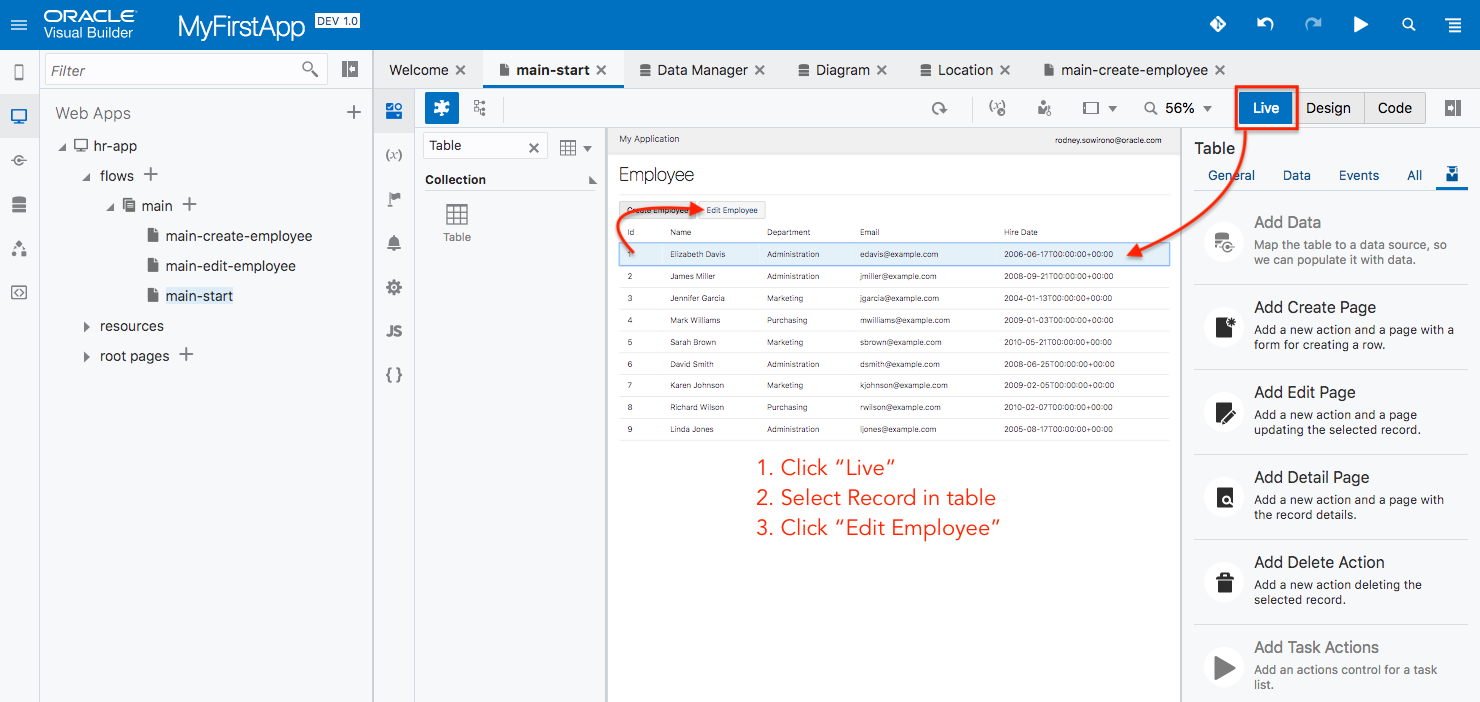 ORACLE
Visual Builder
MyFirstApp
DEV 1.0
Filter
Welcome
main-start
Data Manager
Diagram
Location
main-create-employee
Web Apps
hr-app
flows
main
main-create-employee
main-edit-employee
main-start
resources
root pages
(x)
JS
{ }
Table
Collection
Table
56%
Live
Design
Code
My Application
rodney.sowirono@oracle.com
Employee
Create Employee
Edit Employee
Id Name Department Email Hire Date
1 Elizabeth Davis Administration edavis@example.com 2006-06-17T00:00:00+00:00
2 James Miller Administration jmiller@example.com 2008-09-21T00:00:00+00:00
3 Jennifer Garcia Marketing jgarcia@example.com 2004-01-13T00:00:00+00:00
4 Mark Williams Purchasing mwilliams@example.com 2009-01-03T00:00:00+00:00
5 Sarah Brown Marketing sbrown@example.com 2010-05-21T00:00:00+00:00
6 David Smith Administration dsmith@example.com 2008-06-25T00:00:00+00:00
7 Karen Johnson Marketing kjohnson@example.com 2009-02-05T00:00:00+00:00
8 Richard Wilson Purchasing rwilson@example.com 2010-02-07T00:00:00+00:00
9 Linda Jones Administration ljones@example.com 2005-08-17T00:00:00+00:00
1. Click “Live“
2. Select Record in table
3. Click “Edit Employee”
Table
General
Data
Events
All
Add Data
Map the table to a data source, so
we can populate it with data.
Add Create Page
Add a new action and a page with a
form for creating a row.
Add Edit Page
Add a new action and a page
updating the selected record.
Add Detail Page
Add a new action and a page with
the record details.
Add Delete Action
Add a new action deleting the
selected record.
Add Task Actions
Add an actions control for a task
list.